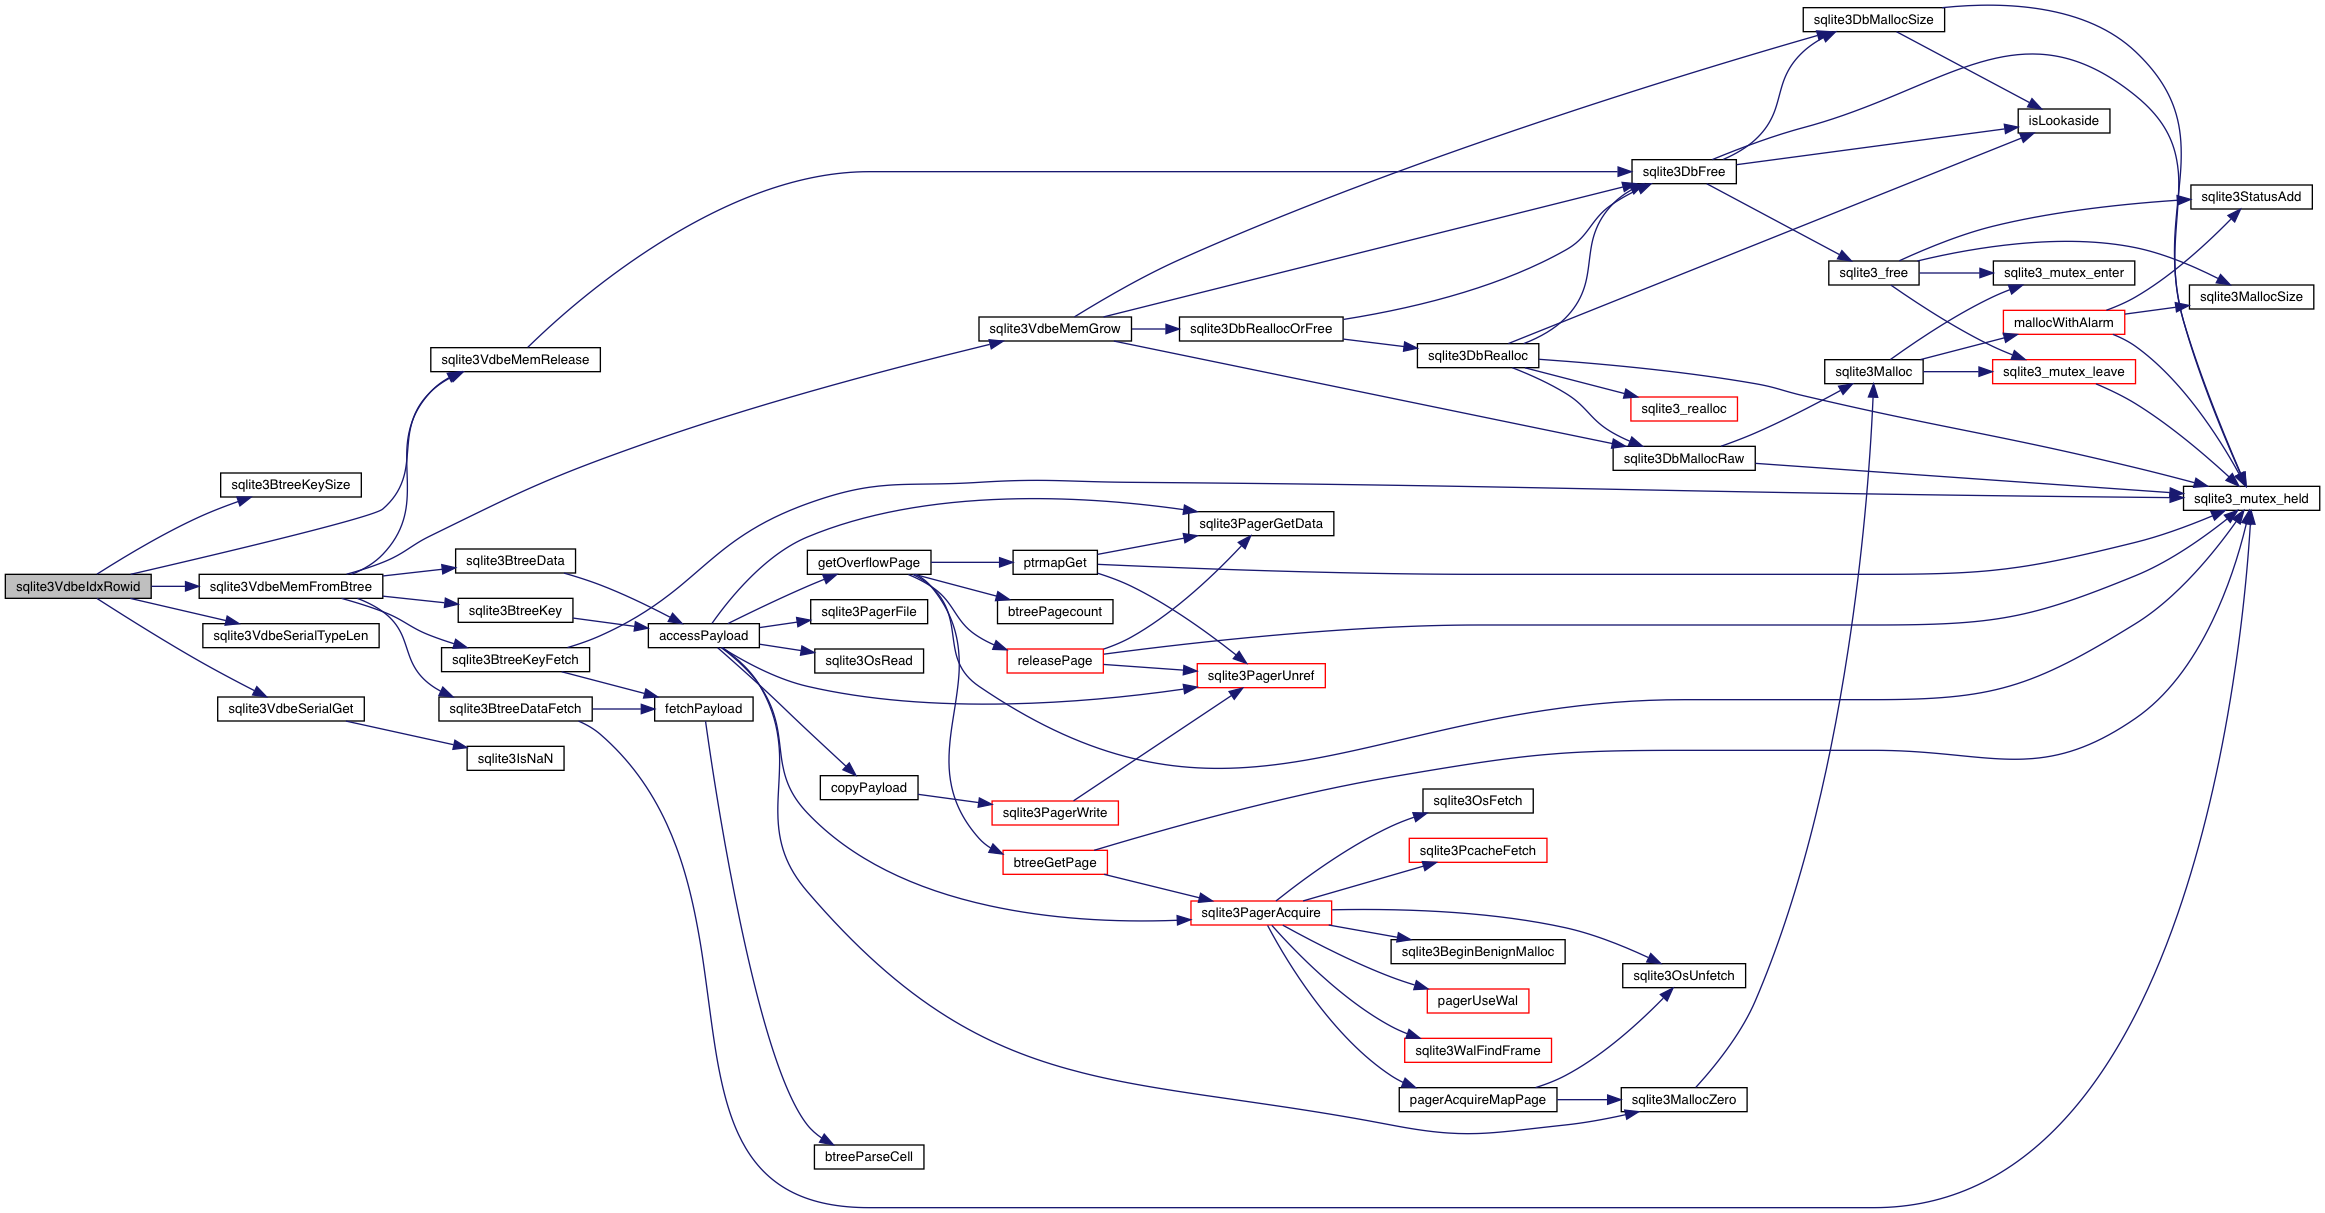 sqlite3VdbeIdxRowid
sqlite3BtreeKeySize
sqlite3VdbeMemFromBtree
sqlite3VdbeSerialTypeLen
sqlite3VdbeSerialGet
sqlite3VdbeMemRelease
sqlite3BtreeData
sqlite3BtreeKey
sqlite3BtreeKeyFetch
sqlite3BtreeDataFetch
sqlite3IsNaN
accessPayload
fetchPayload
getOverflowPage
sqlite3PagerFile
sqlite3OsRead
copyPayload
btreeParseCell
sqlite3VdbeMemGrow
ptrmapGet
btreePagecount
releasePage
sqlite3PagerWrite
btreeGetPage
sqlite3DbReallocOrFree
sqlite3PagerGetData
sqlite3PagerUnref
sqlite3PagerAcquire
sqlite3DbRealloc
sqlite3OsFetch
sqlite3PcacheFetch
sqlite3BeginBenignMalloc
pagerUseWal
sqlite3WalFindFrame
pagerAcquireMapPage
sqlite3DbFree
sqlite3_realloc
sqlite3DbMallocRaw
sqlite3OsUnfetch
sqlite3MallocZero
sqlite3DbMallocSize
sqlite3_free
sqlite3Malloc
isLookaside
sqlite3_mutex_enter
mallocWithAlarm
sqlite3_mutex_leave
sqlite3StatusAdd
sqlite3MallocSize
sqlite3_mutex_held